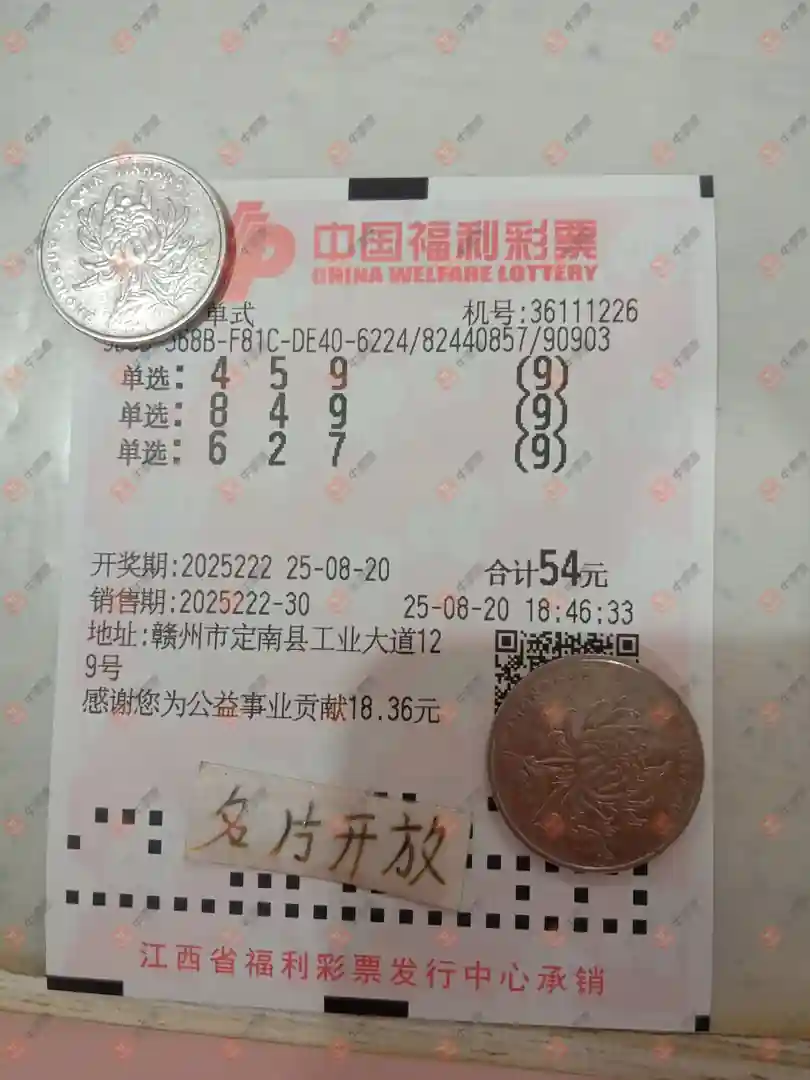 中国福利彩票
CHINA WELFARE LOTTERY
单式 机号:36111226
68B-F81C-DE40-6224/82440857/90903
单选: 4 5 9 (9)
单选: 8 4 9 (9)
单选: 6 2 7 (9)
开奖期:2025222 25-08-20 合计54元
销售期:2025222-30 25-08-20 18:46:33
地址:赣州市定南县工业大道12
9号
感谢您为公益事业贡献18.36元
名片开放
江西省福利彩票发行中心承销